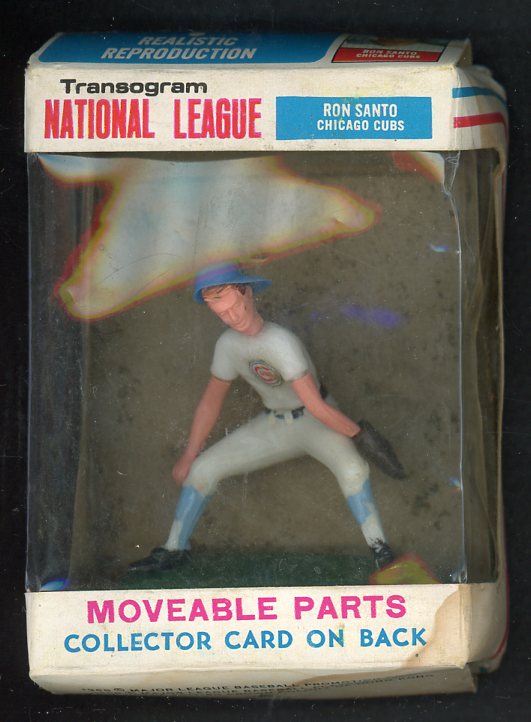 REALISTIC
REPRODUCTION
RON SANTO
CHICAGO CUBS
Transogram
NATIONAL LEAGUE
RON SANTO
CHICAGO CUBS
MOVEABLE PARTS
COLLECTOR CARD ON BACK
MAJOR LEAGUE BASEBALL